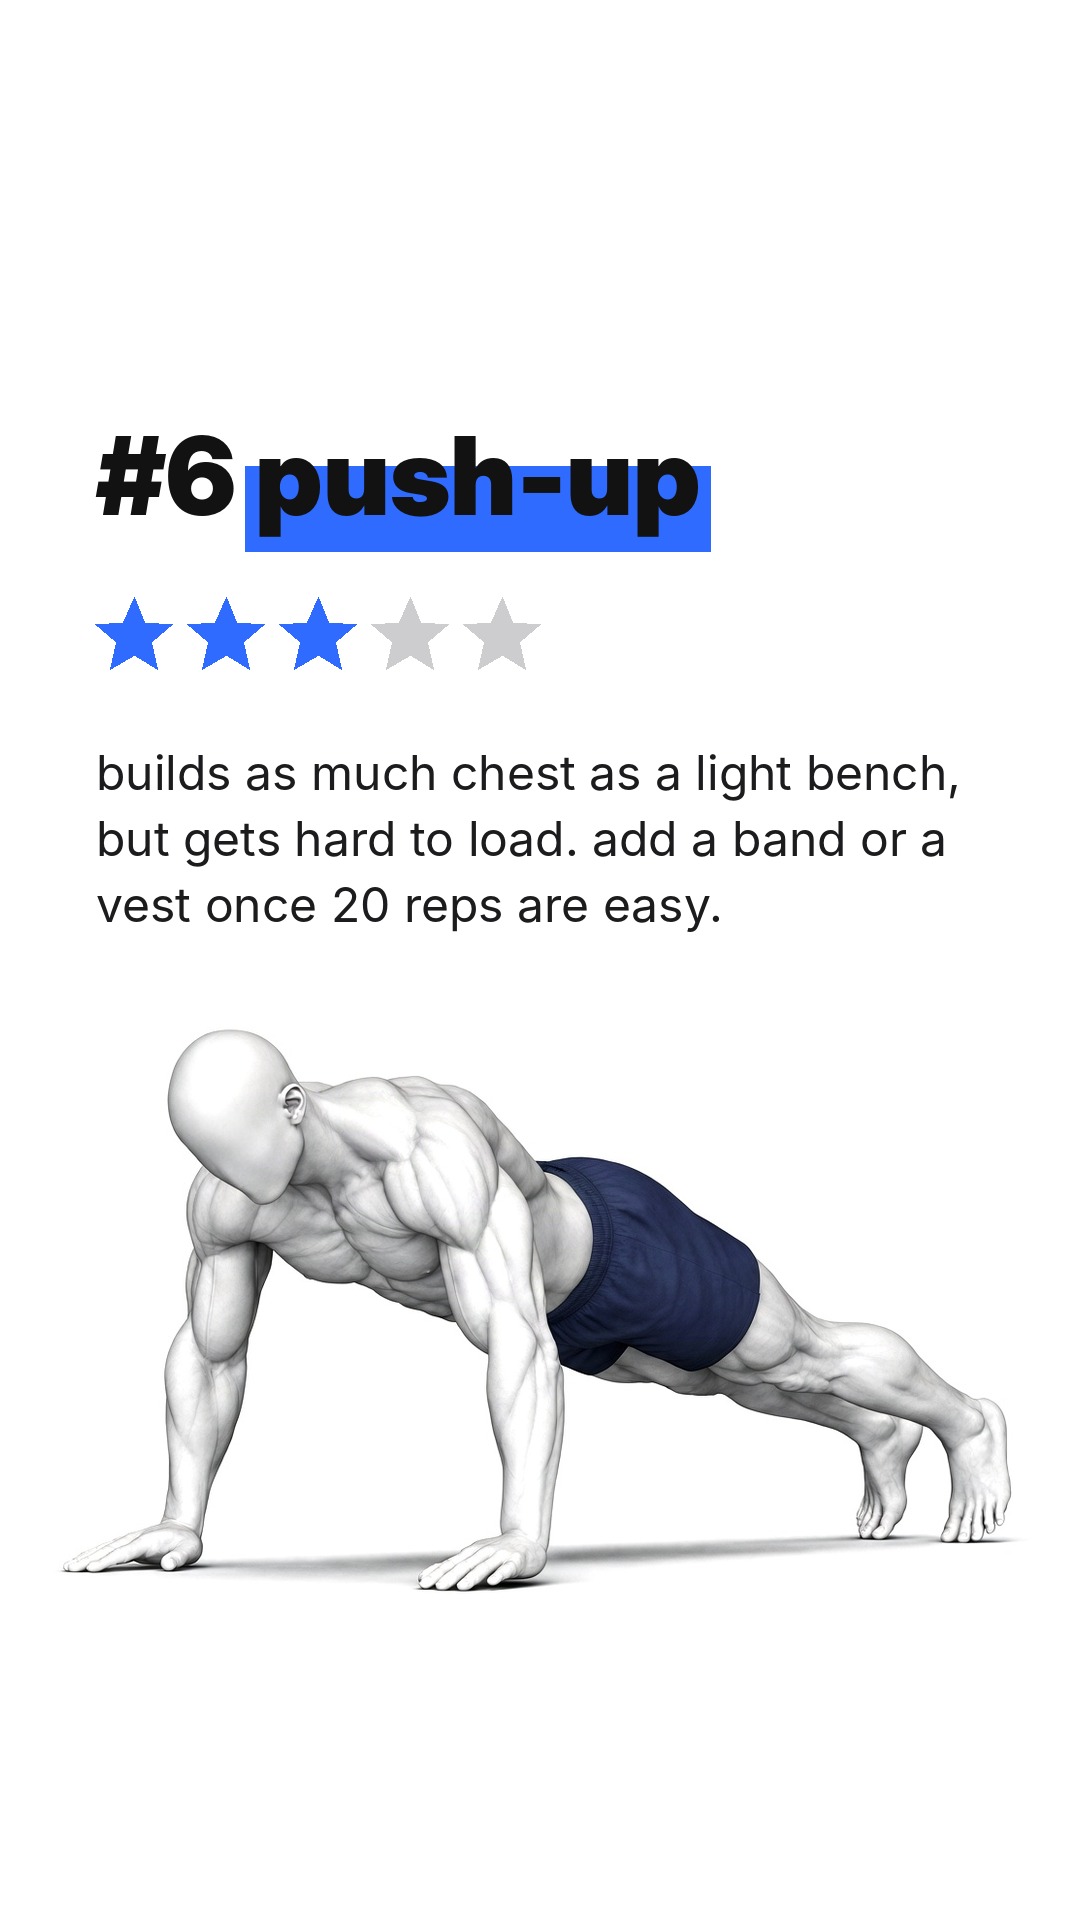 #6 push-up
builds as much chest as a light bench,
but gets hard to load. add a band or a
vest once 20 reps are easy.